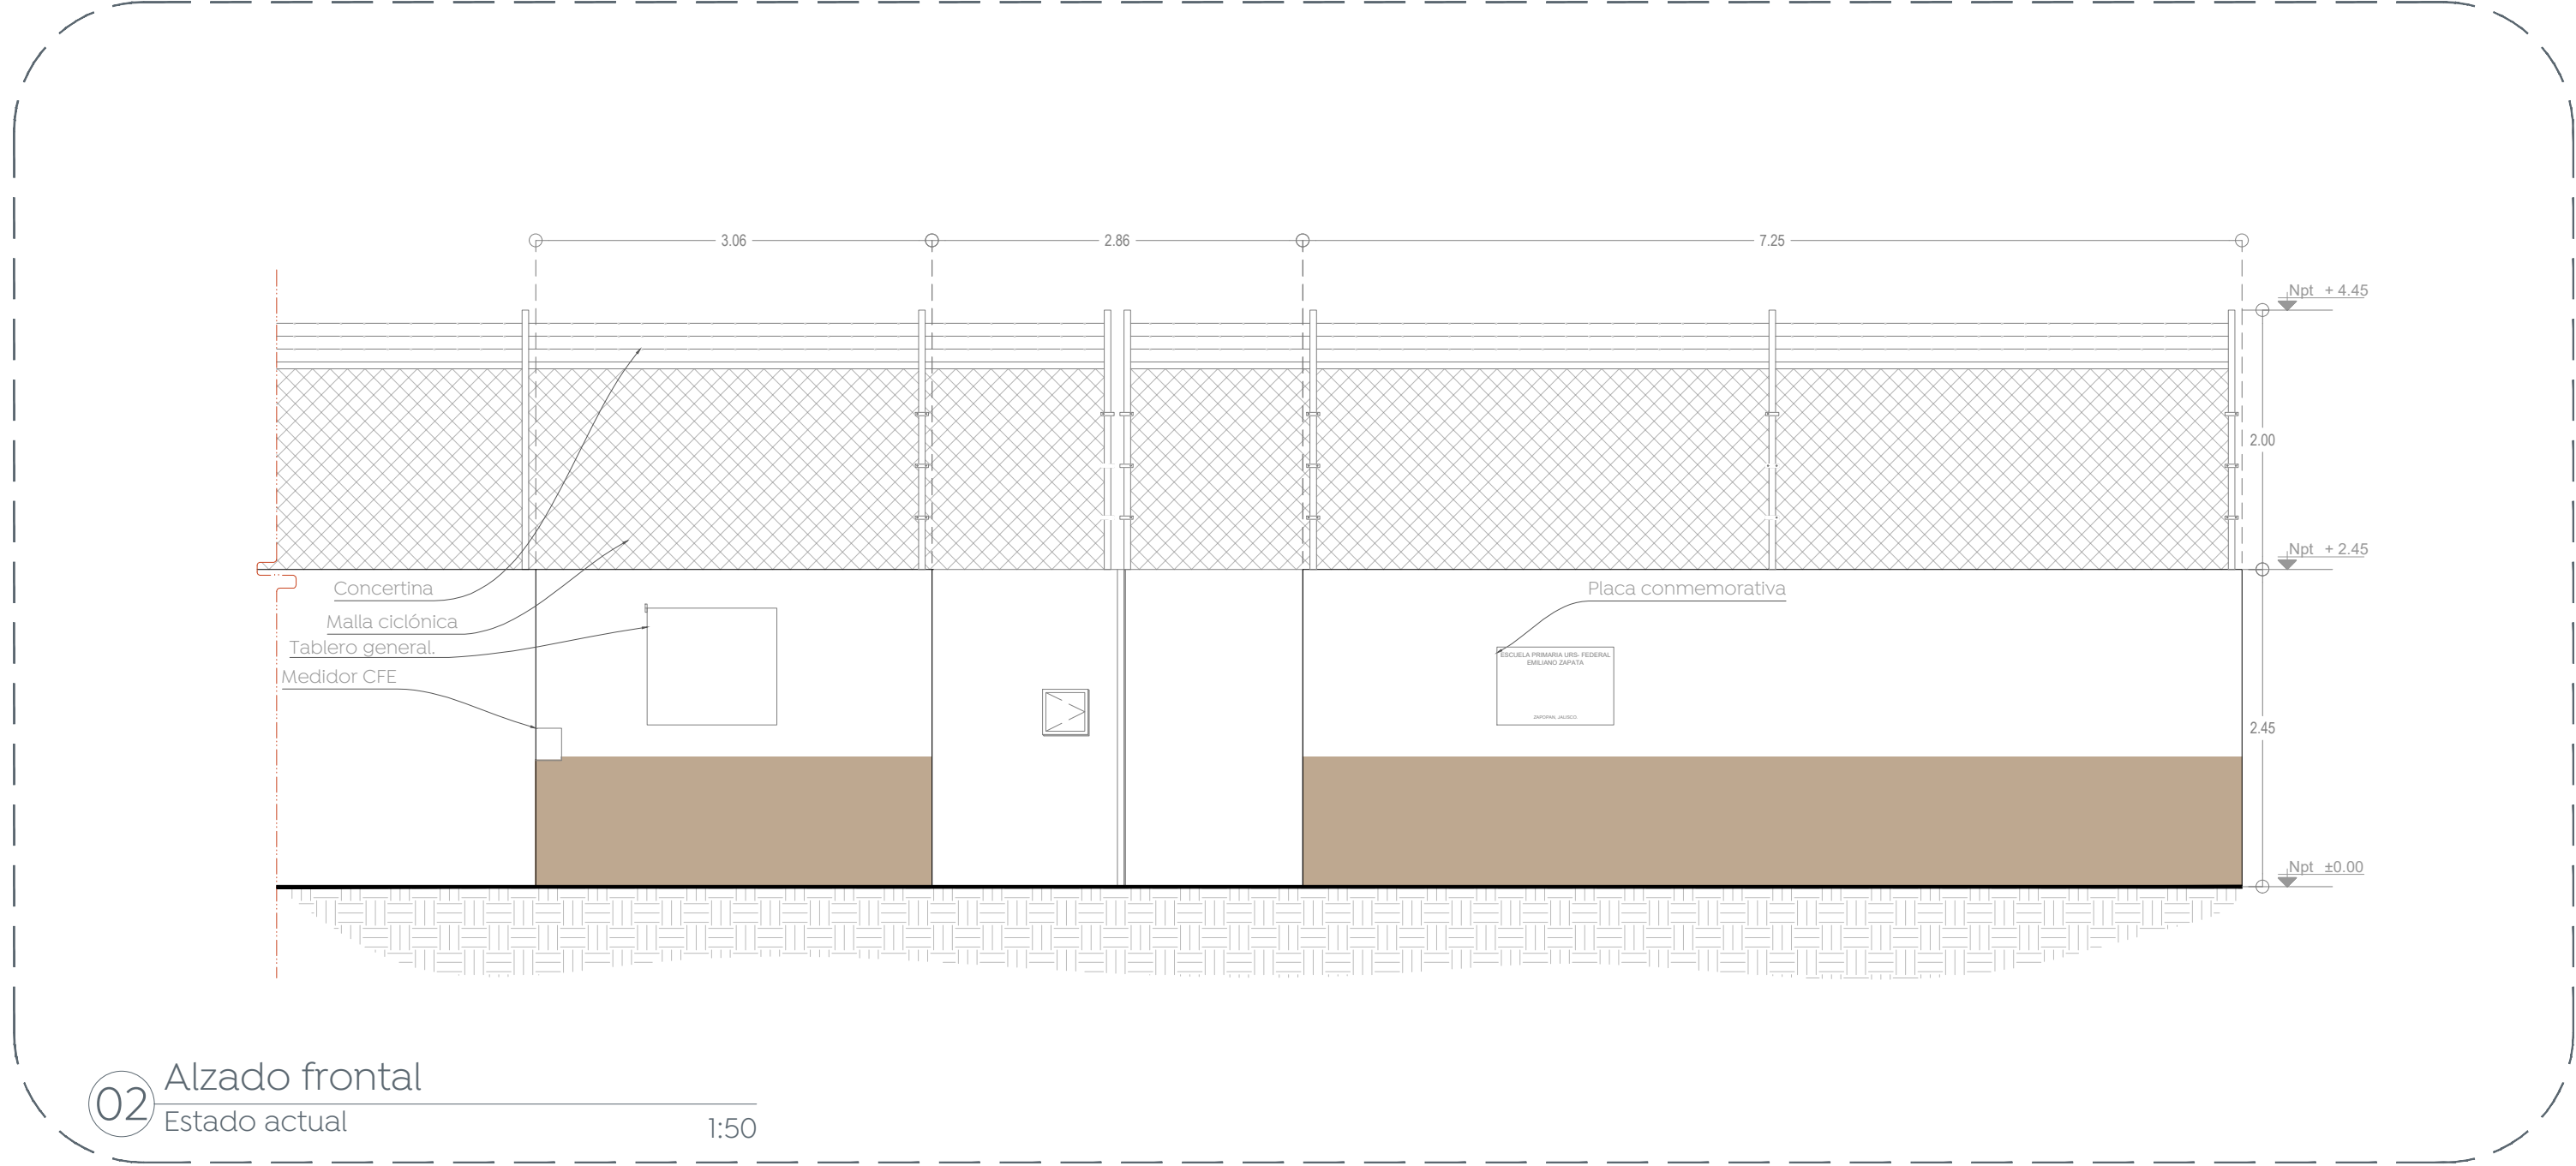 3.06
2.86
7.25
Npt + 4.45
2.00
Npt + 2.45
Concertina
Malla ciclónica
Tablero general.
Medidor CFE
Placa conmemorativa
ESCUELA PRIMARIA URS- FEDERAL
EMILIANO ZAPATA
ZAPOPAN, JALISCO.
2.45
Npt ±0.00
02
Alzado frontal
Estado actual
1:50